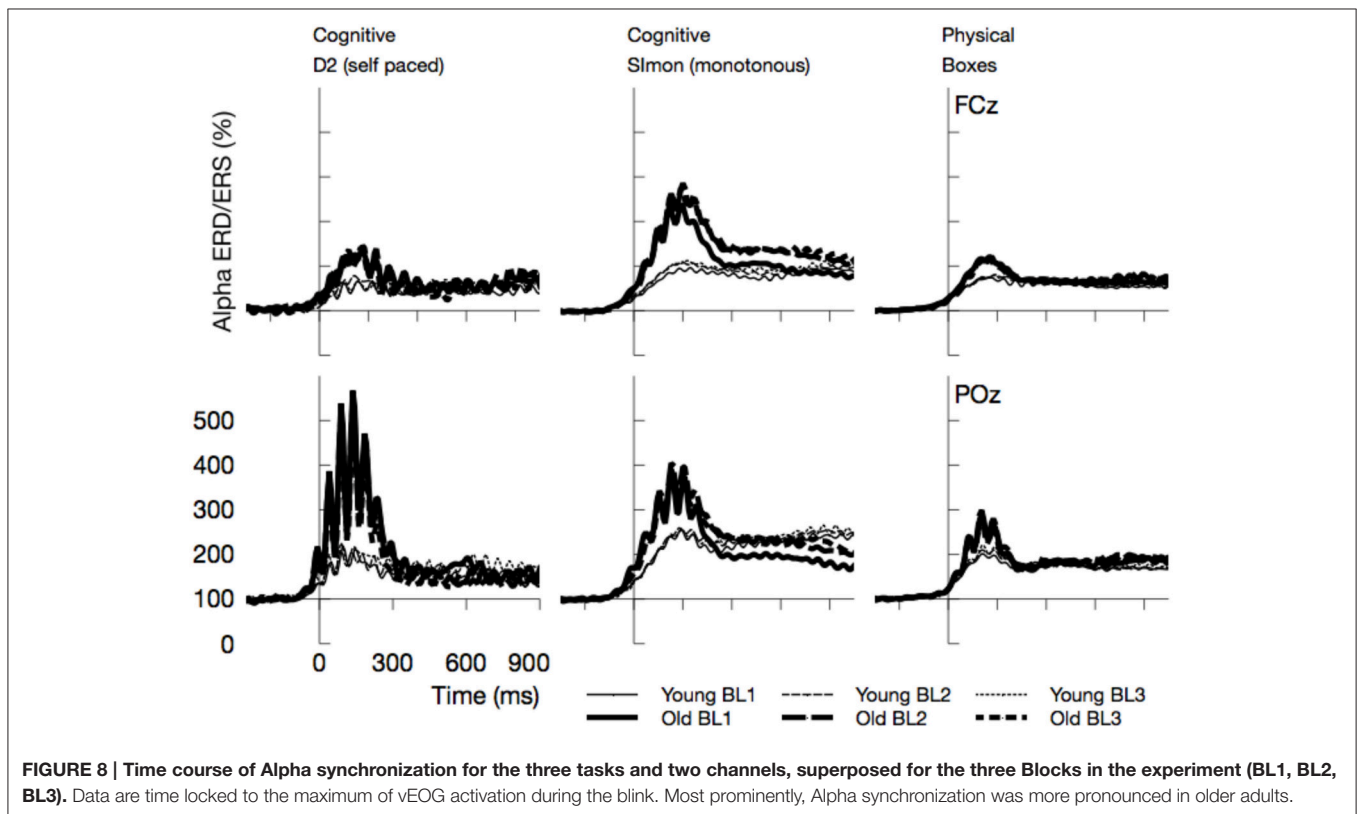 Cognitive
D2 (self paced)
Cognitive
SImon (monotonous)
Physical
Boxes
FCz
Alpha ERD/ERS (%)
POz
500
400
300
200
100
0
0 300 600 900
Time (ms)
Young BL1 Young BL2 Young BL3
Old BL1 Old BL2 Old BL3
FIGURE 8 | Time course of Alpha synchronization for the three tasks and two channels, superposed for the three Blocks in the experiment (BL1, BL2,
BL3). Data are time locked to the maximum of vEOG activation during the blink. Most prominently, Alpha synchronization was more pronounced in older adults.